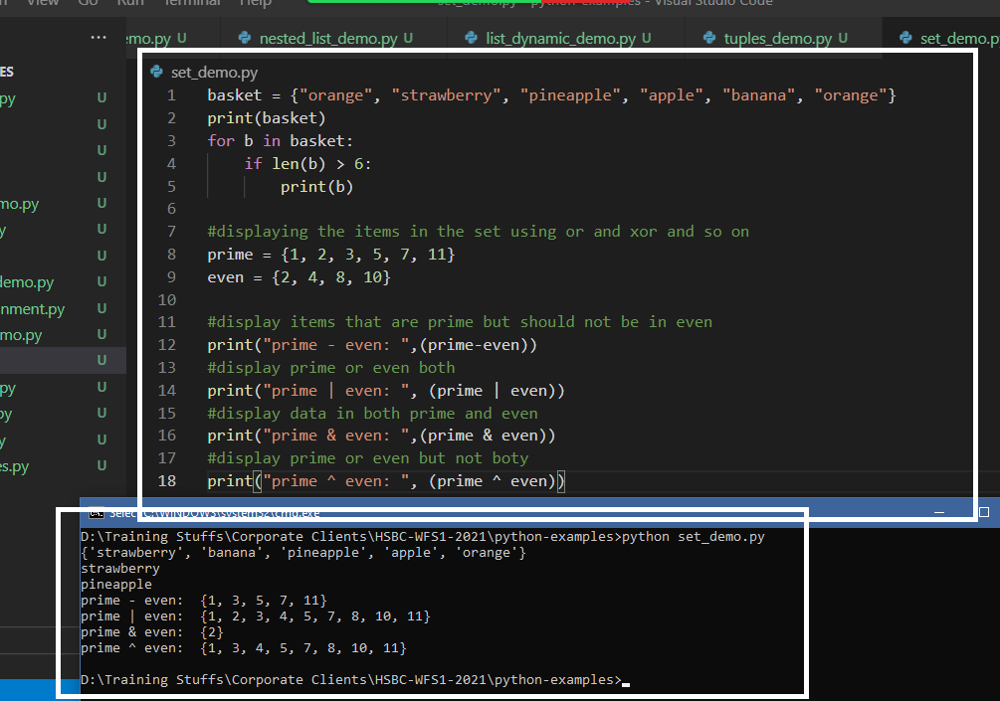 View Go Run Terminal Help set_demo.py - python-examples - Visual Studio Code
··· emo.py U nested_list_demo.py U list_dynamic_demo.py U tuples_demo.py U set_demo.p
ES
set_demo.py
py U
U
U
U
mo.py U
y U
U
demo.py U
nment.py U
mo.py U
U
py U
py U
y U
es.py U
1 basket = {"orange", "strawberry", "pineapple", "apple", "banana", "orange"}
2 print(basket)
3 for b in basket:
4 if len(b) > 6:
5 print(b)
6
7 #displaying the items in the set using or and xor and so on
8 prime = {1, 2, 3, 5, 7, 11}
9 even = {2, 4, 8, 10}
10
11 #display items that are prime but should not be in even
12 print("prime - even: ",(prime-even))
13 #display prime or even both
14 print("prime | even: ", (prime | even))
15 #display data in both prime and even
16 print("prime & even: ",(prime & even))
17 #display prime or even but not boty
18 print("prime ^ even: ", (prime ^ even))
Select C:\WINDOWS\system32\cmd.exe
D:\Training Stuffs\Corporate Clients\HSBC-WFS1-2021\python-examples>python set_demo.py
{'strawberry', 'banana', 'pineapple', 'apple', 'orange'}
strawberry
pineapple
prime - even:  {1, 3, 5, 7, 11}
prime | even:  {1, 2, 3, 4, 5, 7, 8, 10, 11}
prime & even:  {2}
prime ^ even:  {1, 3, 4, 5, 7, 8, 10, 11}
D:\Training Stuffs\Corporate Clients\HSBC-WFS1-2021\python-examples>